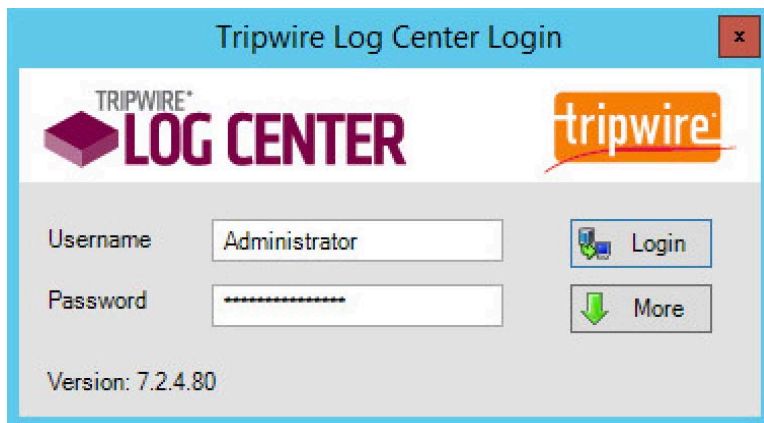 Tripwire Log Center Login
x
TRIPWIRE®
LOG CENTER
tripwire®
Username Administrator Login
Password *************** More
Version: 7.2.4.80